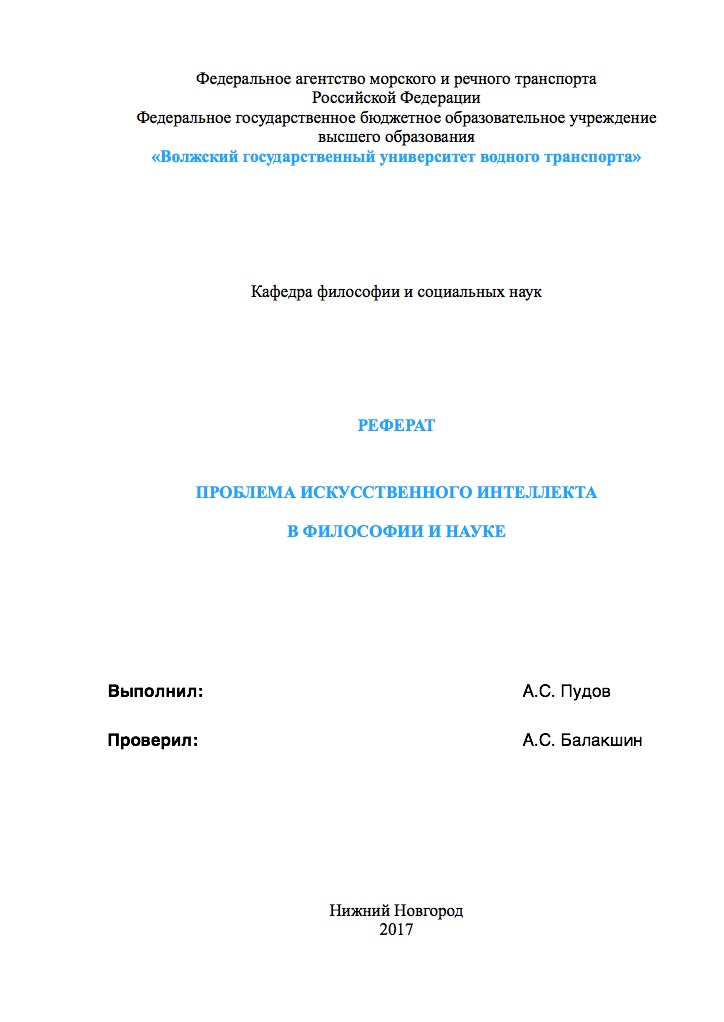 Федеральное агентство морского и речного транспорта
Российской Федерации
Федеральное государственное бюджетное образовательное учреждение
высшего образования
«Волжский государственный университет водного транспорта»
Кафедра философии и социальных наук
РЕФЕРАТ
ПРОБЛЕМА ИСКУССТВЕННОГО ИНТЕЛЛЕКТА
В ФИЛОСОФИИ И НАУКЕ
Выполнил: А.С. Пудов
Проверил: А.С. Балакшин
Нижний Новгород
2017